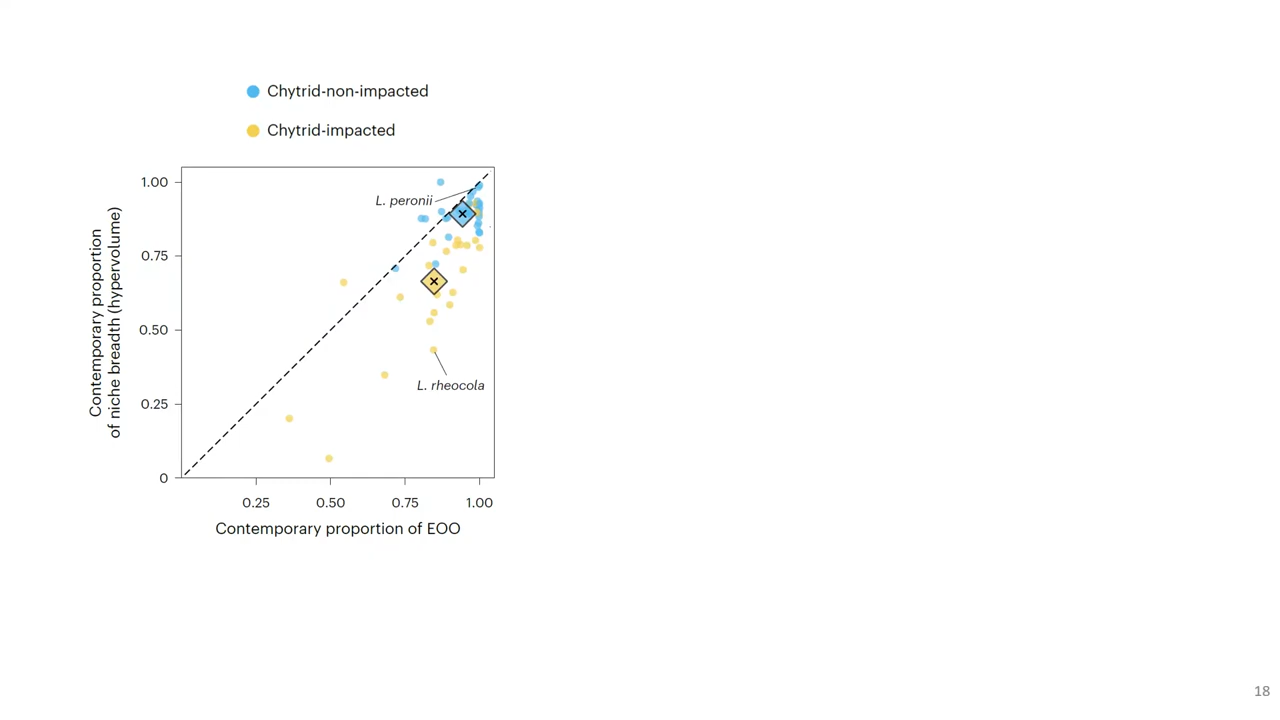 Chytrid-non-impacted
Chytrid-impacted
1.00
0.75
0.50
0.25
0
Contemporary proportion
of niche breadth (hypervolume)
L. peronii
L. rheocola
0.25 0.50 0.75 1.00
Contemporary proportion of EOO
18